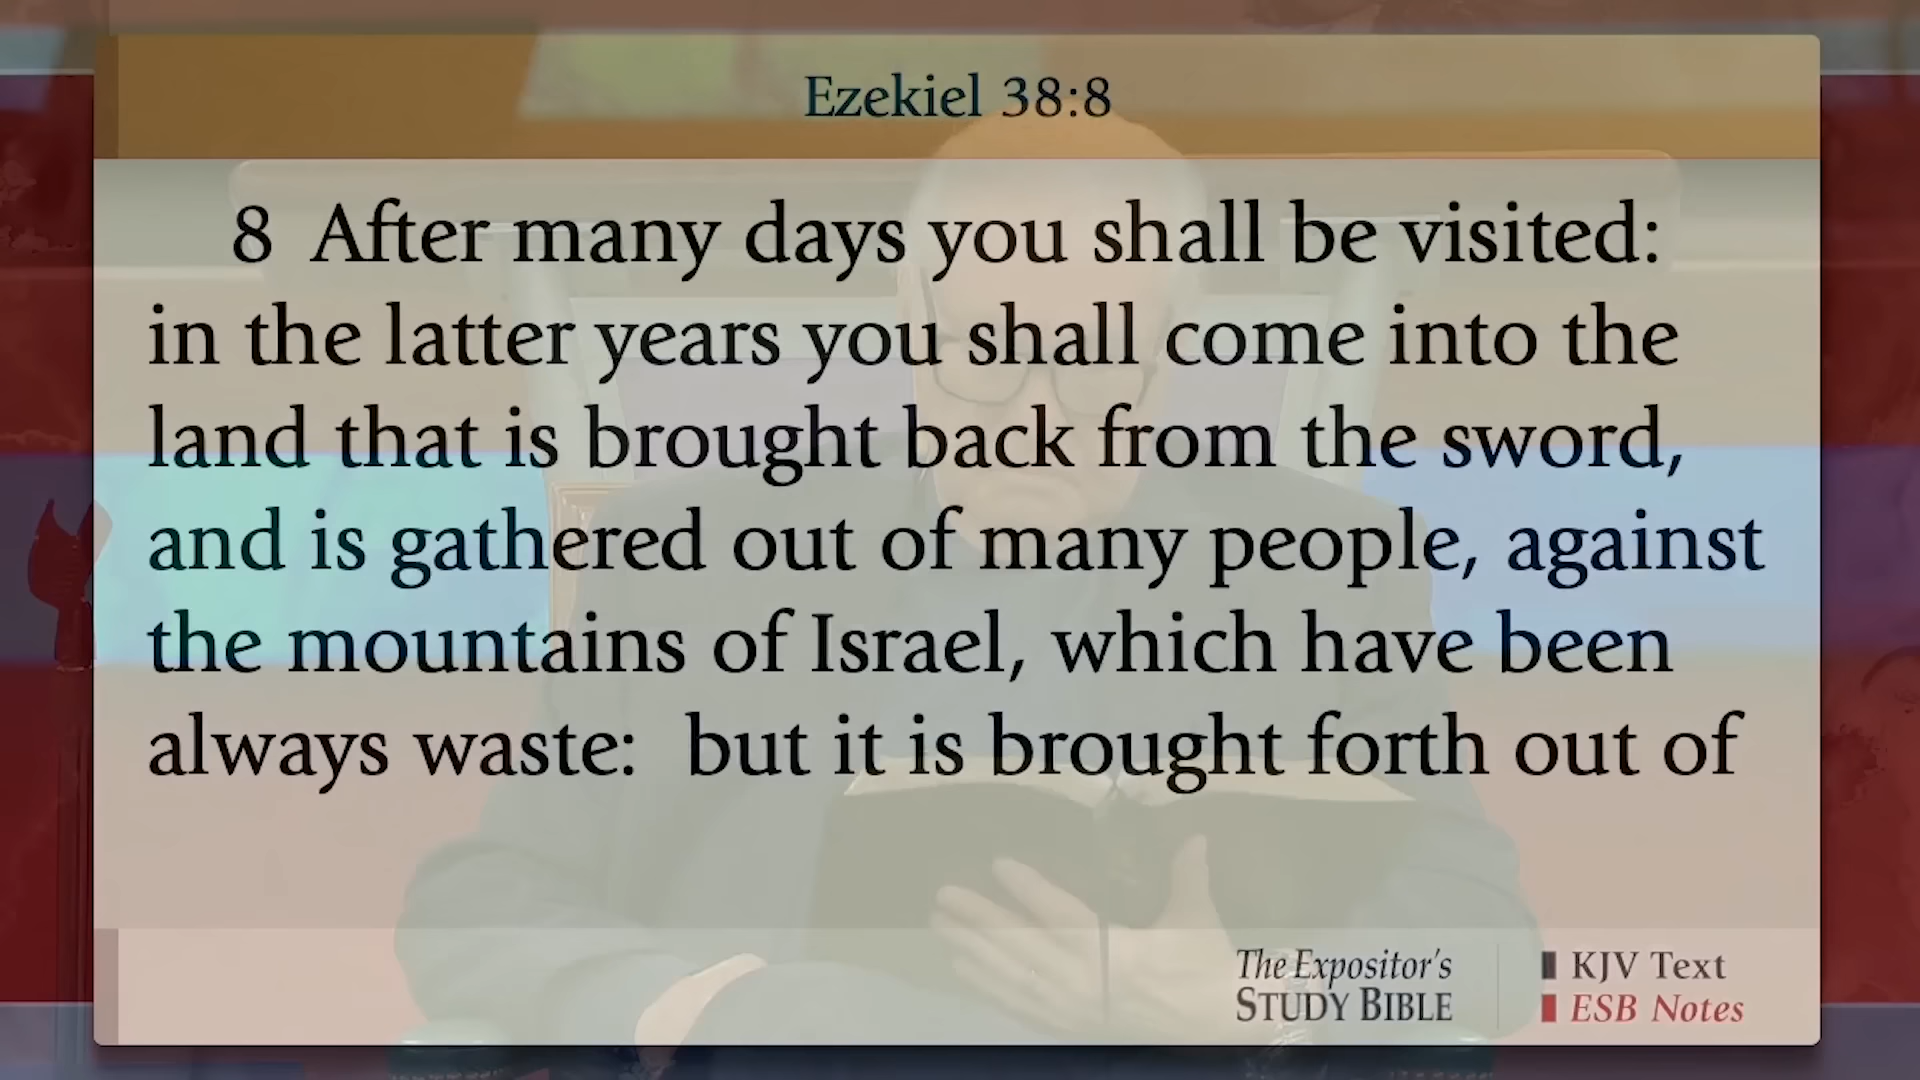 Ezekiel 38:8
8 After many days you shall be visited:
in the latter years you shall come into the
land that is brought back from the sword,
and is gathered out of many people, against
the mountains of Israel, which have been
always waste: but it is brought forth out of
The Expositor's
STUDY BIBLE
KJV Text
ESB Notes